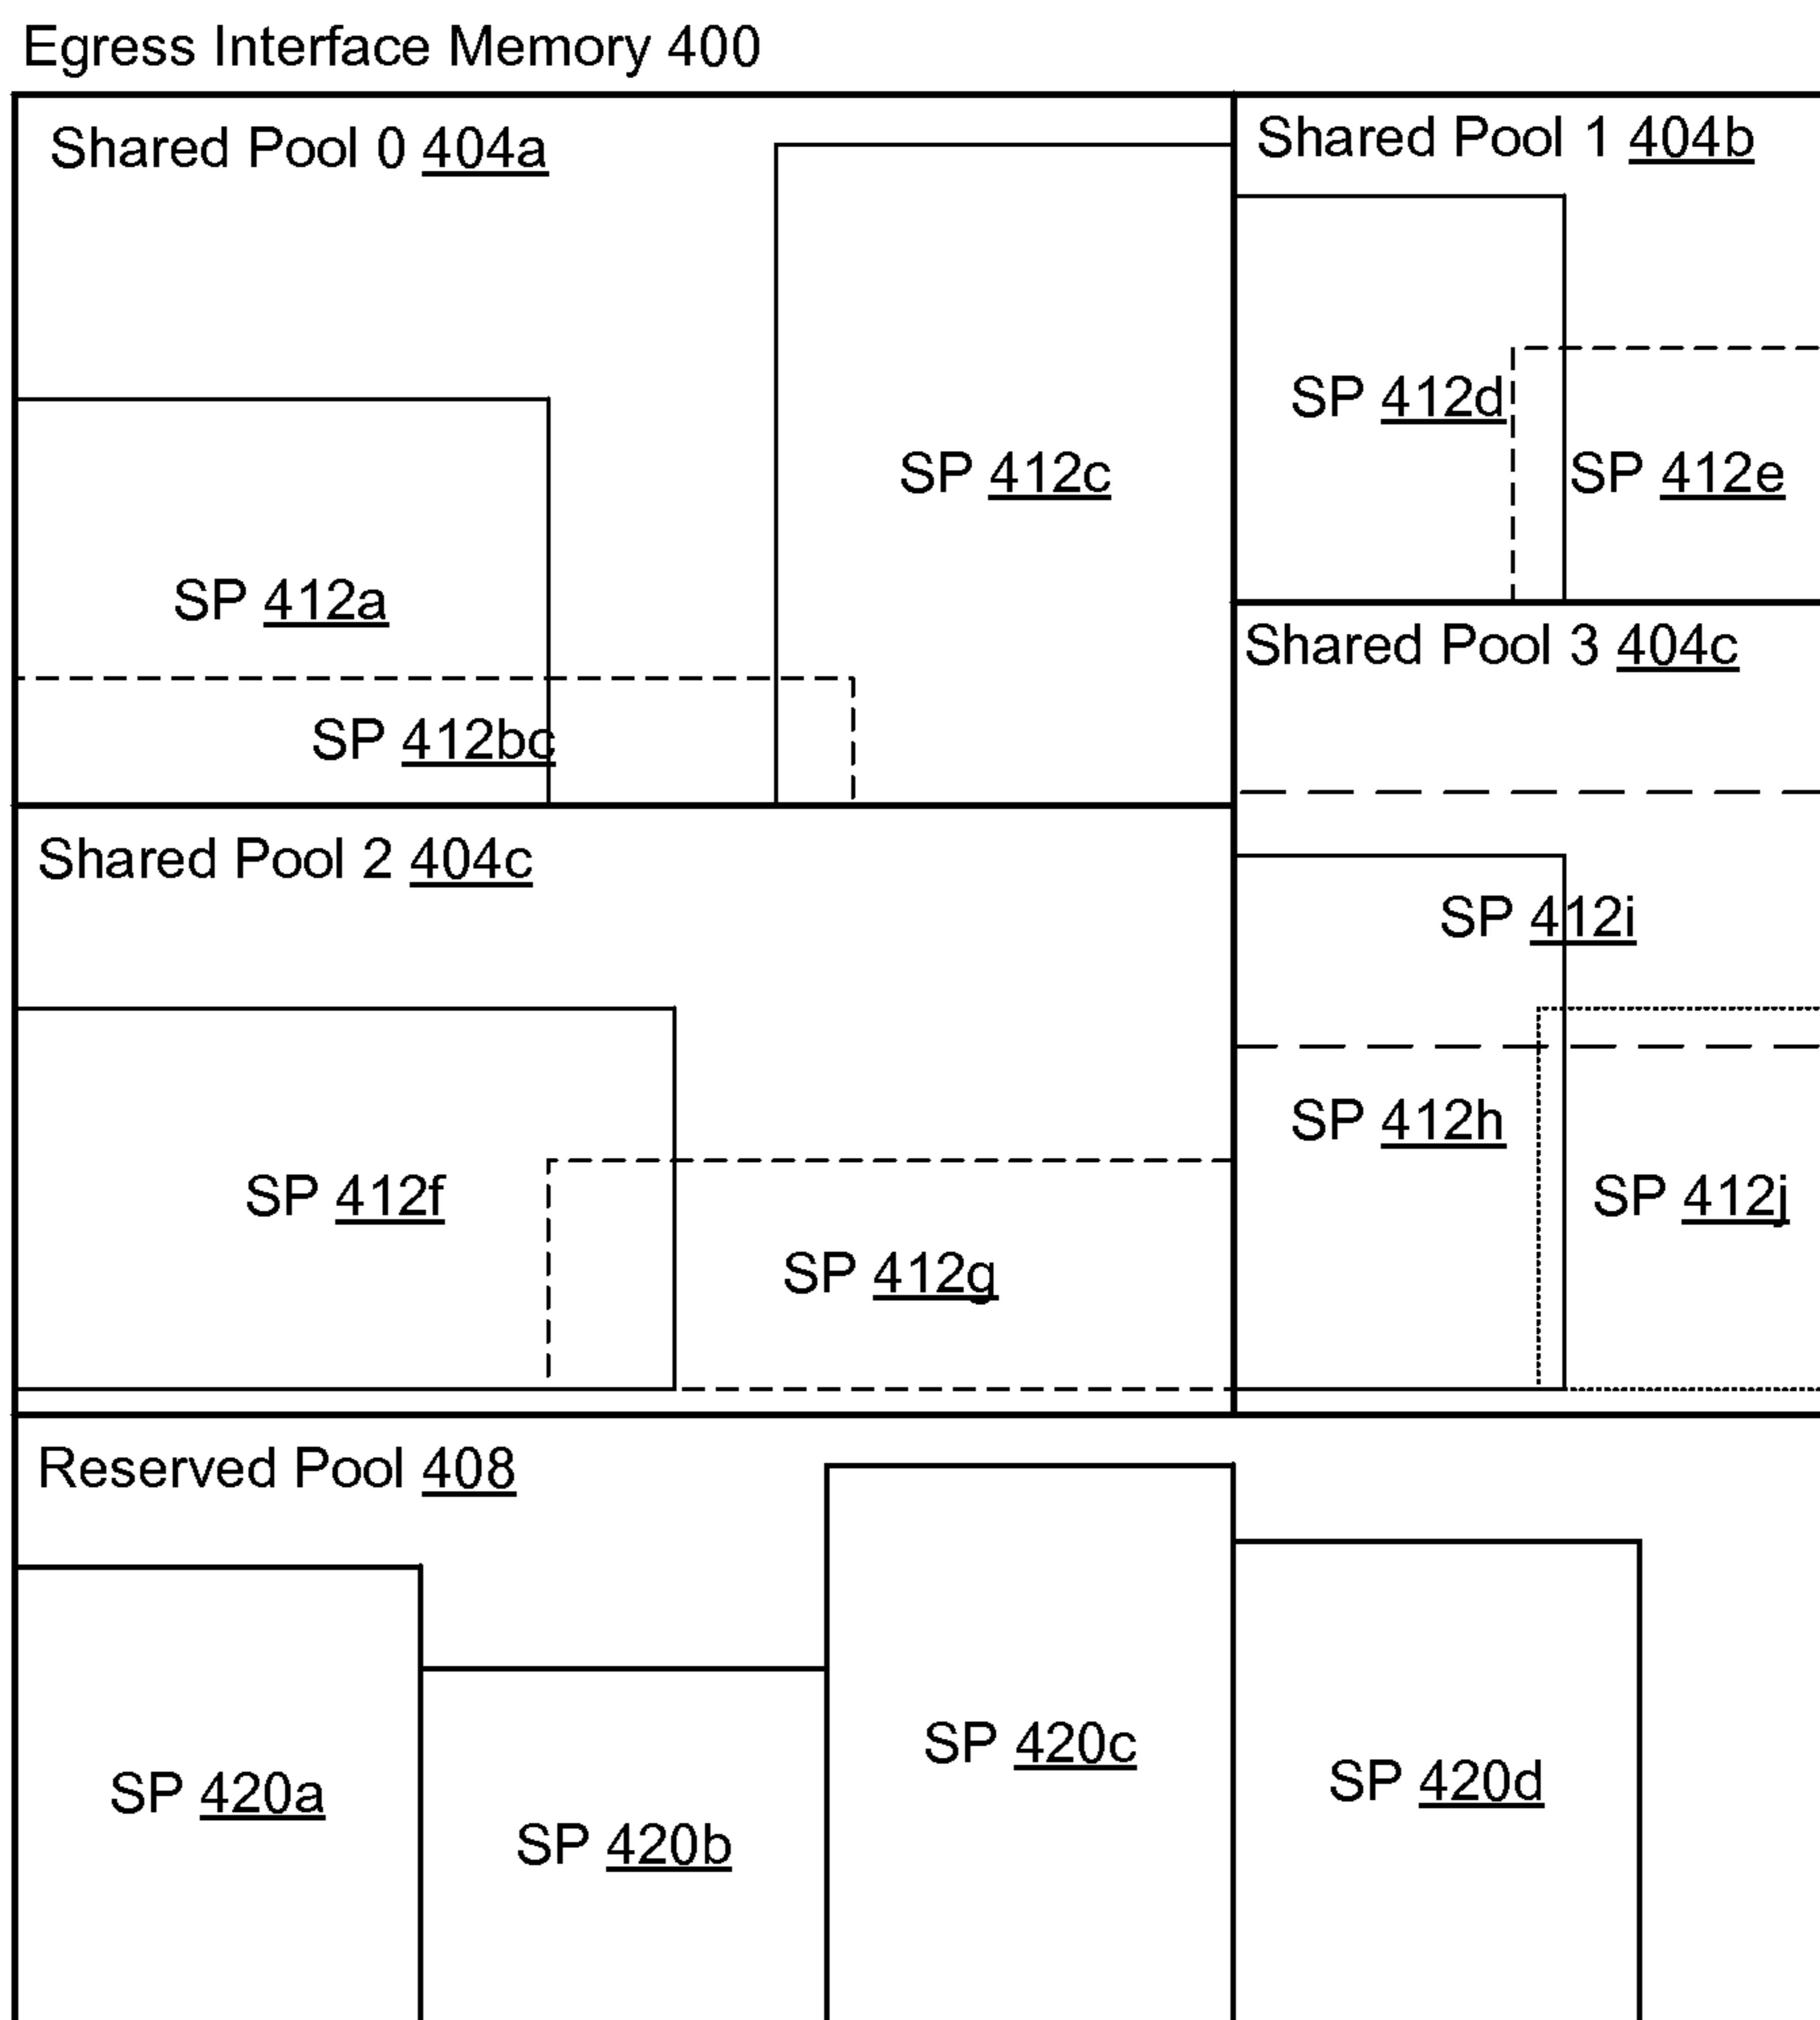 Egress Interface Memory 400
Shared Pool 0 404a
Shared Pool 1 404b
SP 412d
SP 412c
SP 412e
SP 412a
Shared Pool 3 404c
SP 412bc
Shared Pool 2 404c
SP 412i
SP 412h
SP 412f
SP 412j
SP 412g
Reserved Pool 408
SP 420c
SP 420d
SP 420a
SP 420b